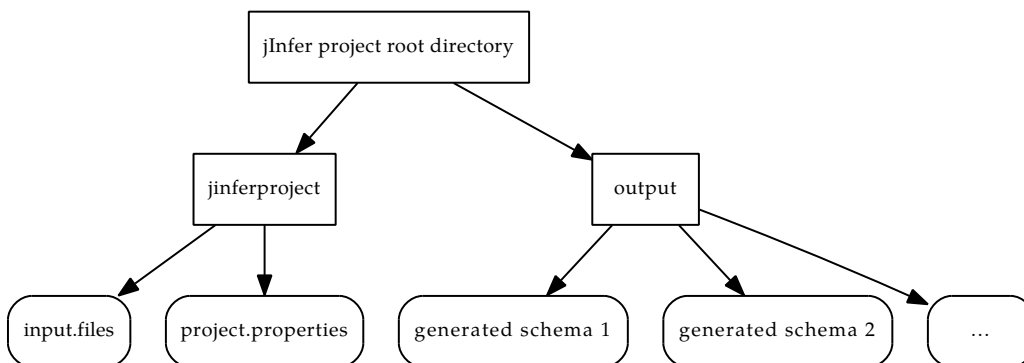 jInfer project root directory
jinferproject
output
input.files
project.properties
generated schema 1
generated schema 2
...